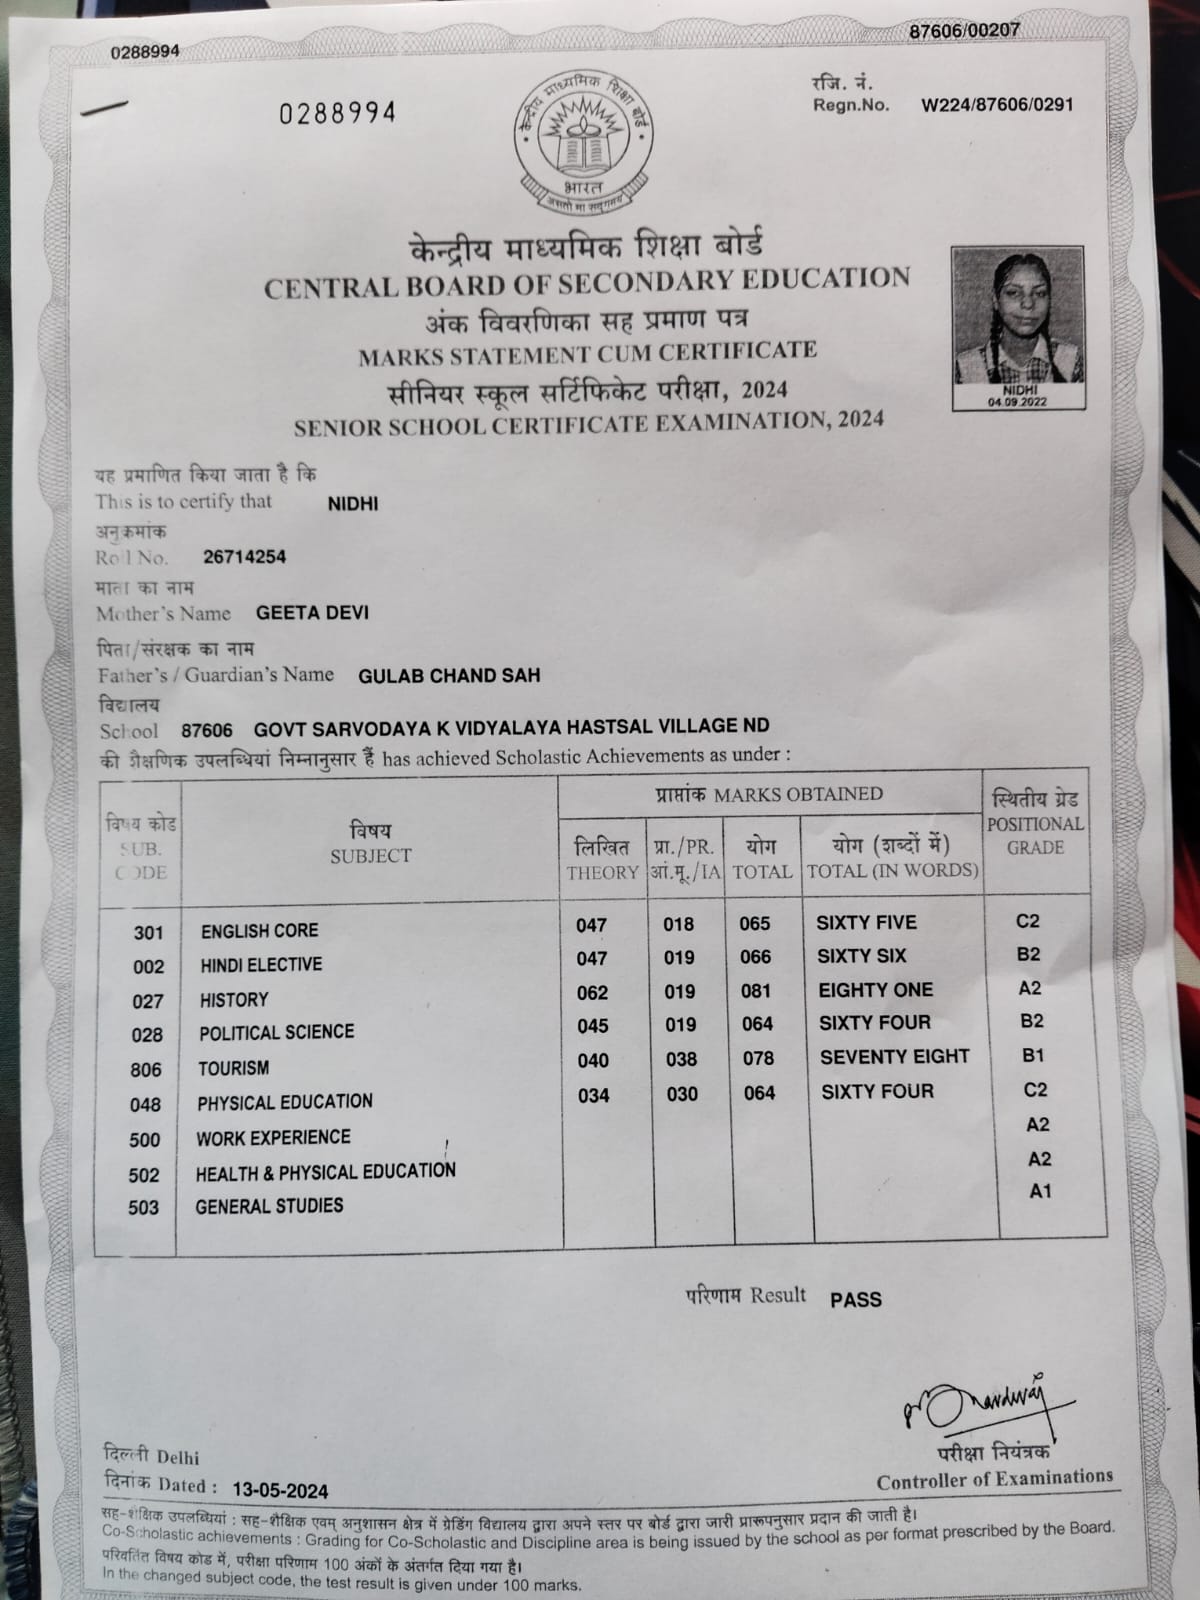 0288994
87606/00207
0288994
रजि. नं.
Regn.No. W224/87606/0291
केन्द्रीय माध्यमिक शिक्षा बोर्ड
भारत
असतो मा सद्गमय
केन्द्रीय माध्यमिक शिक्षा बोर्ड
CENTRAL BOARD OF SECONDARY EDUCATION
अंक विवरणिका सह प्रमाण पत्र
MARKS STATEMENT CUM CERTIFICATE
सीनियर स्कूल सर्टिफिकेट परीक्षा, 2024
SENIOR SCHOOL CERTIFICATE EXAMINATION, 2024
NIDHI
04.09.2022
यह प्रमाणित किया जाता है कि
This is to certify that NIDHI
अनुक्रमांक
Roll No. 26714254
माता का नाम
Mother's Name GEETA DEVI
पिता/संरक्षक का नाम
Father's / Guardian's Name GULAB CHAND SAH
विद्यालय
School 87606 GOVT SARVODAYA K VIDYALAYA HASTSAL VILLAGE ND
की शैक्षणिक उपलब्धियां निम्नानुसार हैं has achieved Scholastic Achievements as under :
विषय कोड
SUB.
CODE
विषय
SUBJECT
प्राप्तांक MARKS OBTAINED
लिखित
THEORY
प्रा./PR.
आं.मू./IA
योग
TOTAL
योग (शब्दों में)
TOTAL (IN WORDS)
स्थितीय ग्रेड
POSITIONAL
GRADE
301 ENGLISH CORE 047 018 065 SIXTY FIVE C2
002 HINDI ELECTIVE 047 019 066 SIXTY SIX B2
027 HISTORY 062 019 081 EIGHTY ONE A2
028 POLITICAL SCIENCE 045 019 064 SIXTY FOUR B2
806 TOURISM 040 038 078 SEVENTY EIGHT B1
048 PHYSICAL EDUCATION 034 030 064 SIXTY FOUR C2
500 WORK EXPERIENCE A2
502 HEALTH & PHYSICAL EDUCATION A2
503 GENERAL STUDIES A1
परिणाम Result PASS
परीक्षा नियंत्रक
Controller of Examinations
दिल्ली Delhi
दिनांक Dated : 13-05-2024
सह-शैक्षिक उपलब्धियां : सह-शैक्षिक एवम् अनुशासन क्षेत्र में ग्रेडिंग विद्यालय द्वारा अपने स्तर पर बोर्ड द्वारा जारी प्रारूपनुसार प्रदान की जाती है।
Co-Scholastic achievements : Grading for Co-Scholastic and Discipline area is being issued by the school as per format prescribed by the Board.
परिवर्तित विषय कोड में, परीक्षा परिणाम 100 अंकों के अंतर्गत दिया गया है।
In the changed subject code, the test result is given under 100 marks.